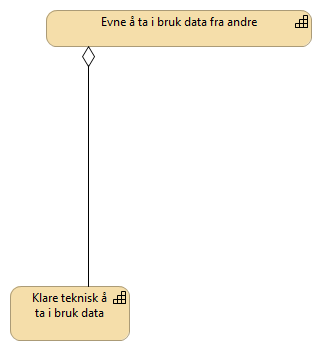 Evne å ta i bruk data fra andre
Klare teknisk å
ta i bruk data